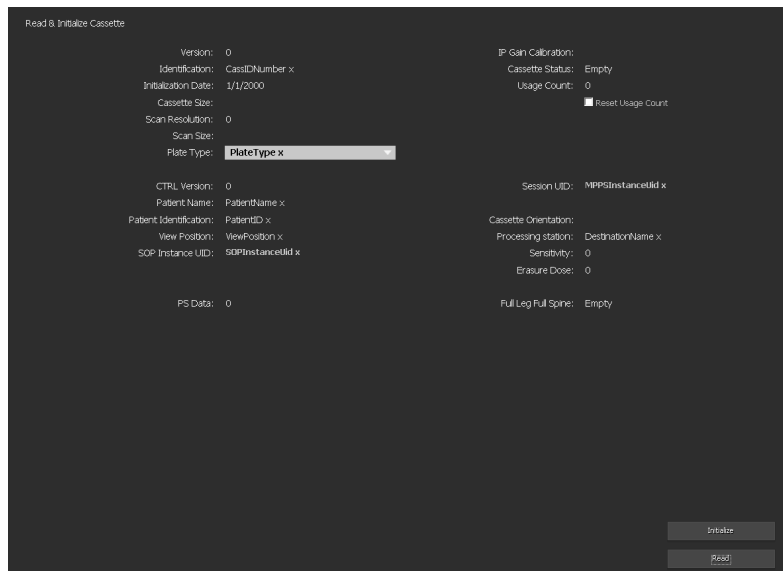 Read & Initialize Cassette
Version: 0
IP Gain Calibration:
Identification: CassIDNumber x
Cassette Status: Empty
Initialization Date: 1/1/2000
Usage Count: 0
Cassette Size:
Reset Usage Count
Scan Resolution: 0
Scan Size:
Plate Type: PlateType x
CTRL Version: 0
Session UID: MPPSInstanceUid x
Patient Name: PatientName x
Patient Identification: PatientID x
Cassette Orientation:
View Position: ViewPosition x
Processing station: DestinationName x
SOP Instance UID: SOPInstanceUid x
Sensitivity: 0
Erasure Dose: 0
PS Data: 0
Full Leg Full Spine: Empty
Initialize
Read